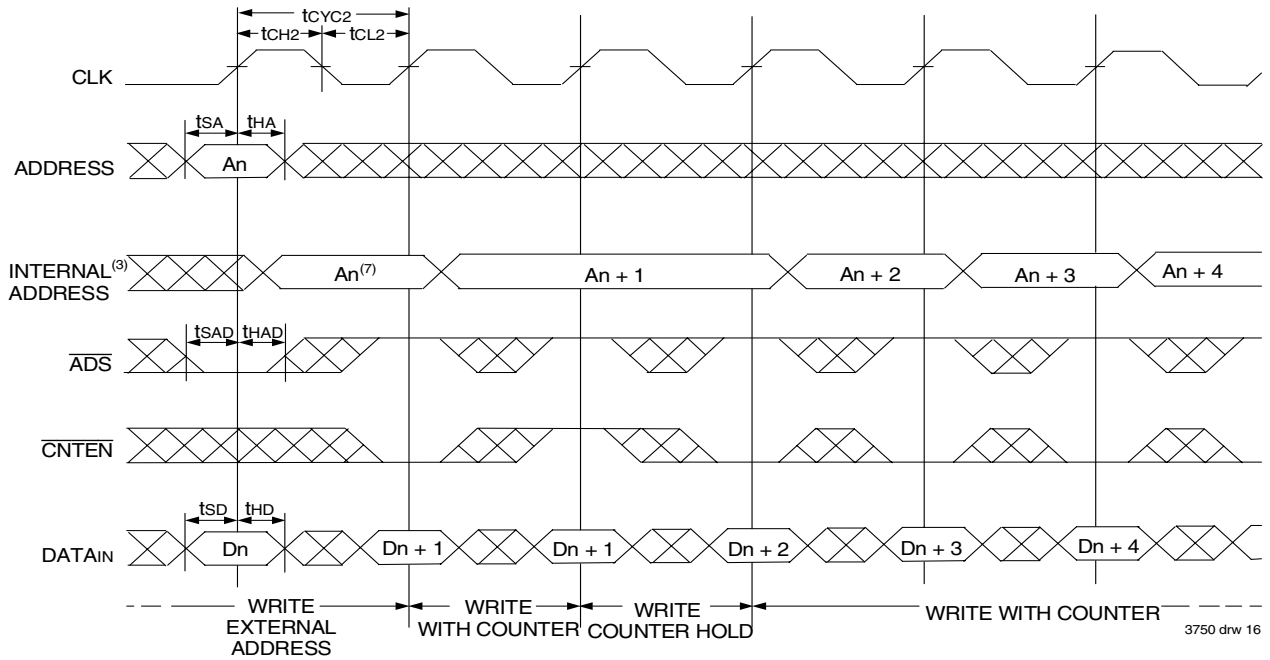 tCYC2
tCH2 tCL2
CLK
tSA tHA
ADDRESS An
INTERNAL(3) ADDRESS An(7) An + 1 An + 2 An + 3 An + 4
tSAD tHAD
ADS
CNTEN
tSD tHD
DATAIN Dn Dn + 1 Dn + 1 Dn + 2 Dn + 3 Dn + 4
WRITE EXTERNAL ADDRESS
WRITE WITH COUNTER
WRITE COUNTER HOLD
WRITE WITH COUNTER
3750 drw 16